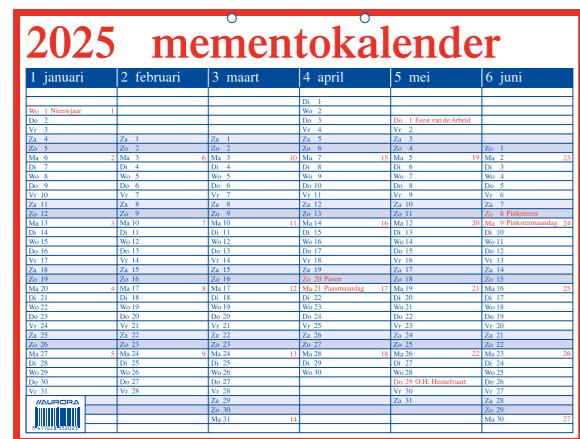 2025 mementokalender
1 januari
Wo 1 Nieuwjaar 1
Do 2
Vr 3
Za 4
Zo 5
Ma 6 2
Di 7
Wo 8
Do 9
Vr 10
Za 11
Zo 12
Ma 13 3
Di 14
Wo 15
Do 16
Vr 17
Za 18
Zo 19
Ma 20 4
Di 21
Wo 22
Do 23
Vr 24
Za 25
Zo 26
Ma 27 5
Di 28
Wo 29
Do 30
Vr 31
AURORA
2 februari
Za 1
Zo 2
Ma 3 6
Di 4
Wo 5
Do 6
Vr 7
Za 8
Zo 9
Ma 10 7
Di 11
Wo 12
Do 13
Vr 14
Za 15
Zo 16
Ma 17 8
Di 18
Wo 19
Do 20
Vr 21
Za 22
Zo 23
Ma 24 9
Di 25
Wo 26
Do 27
Vr 28
3 maart
Za 1
Zo 2
Ma 3 10
Di 4
Wo 5
Do 6
Vr 7
Za 8
Zo 9
Ma 10 11
Di 11
Wo 12
Do 13
Vr 14
Za 15
Zo 16
Ma 17 12
Di 18
Wo 19
Do 20
Vr 21
Za 22
Zo 23
Ma 24 13
Di 25
Wo 26
Do 27
Vr 28
Za 29
Zo 30
Ma 31 14
4 april
Di 1
Wo 2
Do 3
Vr 4
Za 5
Zo 6
Ma 7 15
Di 8
Wo 9
Do 10
Vr 11
Za 12
Zo 13
Ma 14 16
Di 15
Wo 16
Do 17
Vr 18
Za 19
Zo 20 Pasen
Ma 21 Paasmaandag 17
Di 22
Wo 23
Do 24
Vr 25
Za 26
Zo 27
Ma 28 18
Di 29
Wo 30
5 mei
Do 1 Feest van de Arbeid
Vr 2
Za 3
Zo 4
Ma 5 19
Di 6
Wo 7
Do 8
Vr 9
Za 10
Zo 11
Ma 12 20
Di 13
Wo 14
Do 15
Vr 16
Za 17
Zo 18
Ma 19 21
Di 20
Wo 21
Do 22
Vr 23
Za 24
Zo 25
Ma 26 22
Di 27
Wo 28
Do 29 O.H. Hemelvaart
Vr 30
Za 31
6 juni
Zo 1
Ma 2 23
Di 3
Wo 4
Do 5
Vr 6
Za 7
Zo 8 Pinksteren
Ma 9 Pinkstermaandag 24
Di 10
Wo 11
Do 12
Vr 13
Za 14
Zo 15
Ma 16 25
Di 17
Wo 18
Do 19
Vr 20
Za 21
Zo 22
Ma 23 26
Di 24
Wo 25
Do 26
Vr 27
Za 28
Zo 29
Ma 30 27